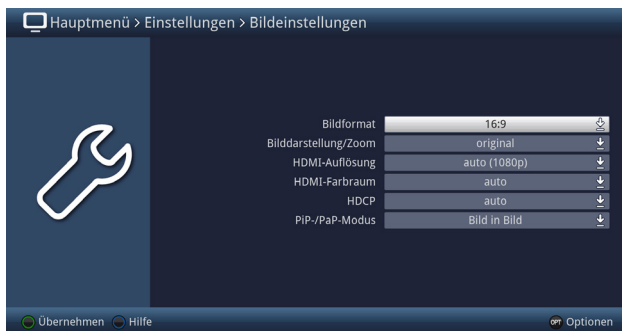 Hauptmenü > Einstellungen > Bildeinstellungen
Bildformat 16:9
Bilddarstellung/Zoom original
HDMI-Auflösung auto (1080p)
HDMI-Farbraum auto
HDCP auto
PiP-/PaP-Modus Bild in Bild
Übernehmen Hilfe OPT Optionen